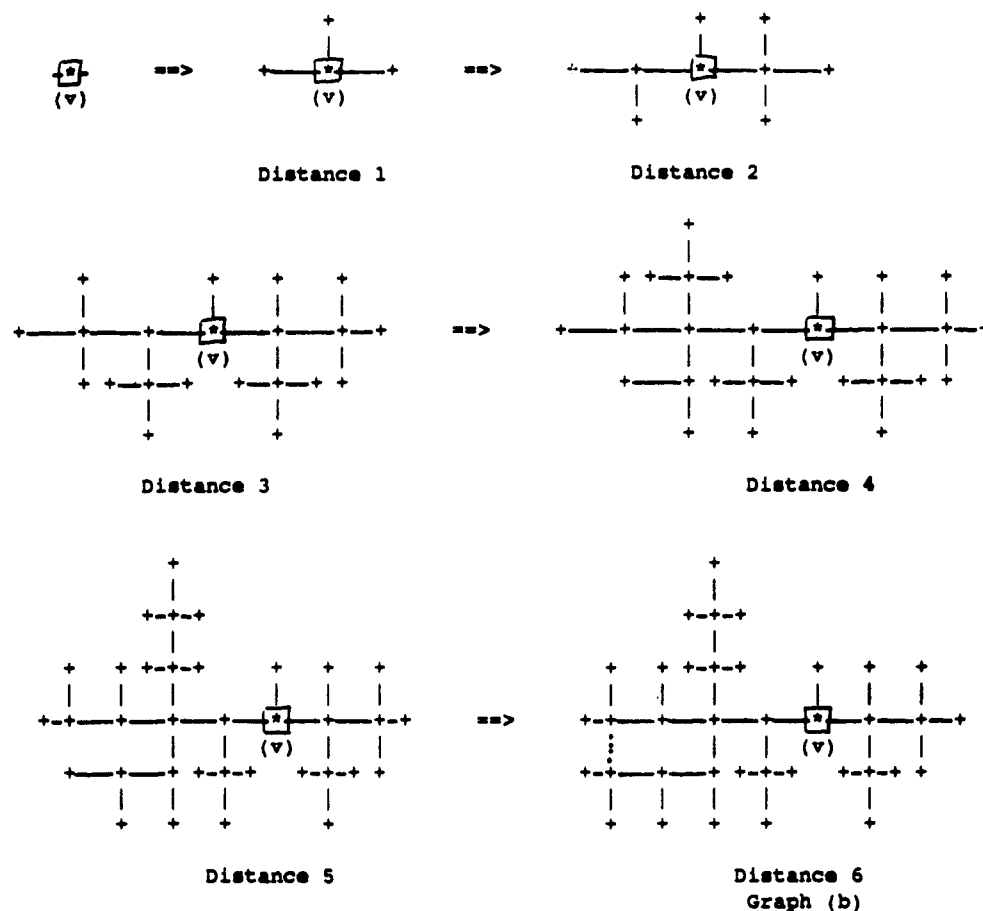 * ==> * ==> *
(v) (v) (v)
Distance 1 Distance 2
* ==> *
(v) (v)
Distance 3 Distance 4
* ==> *
(v) (v)
Distance 5 Distance 6
Graph (b)